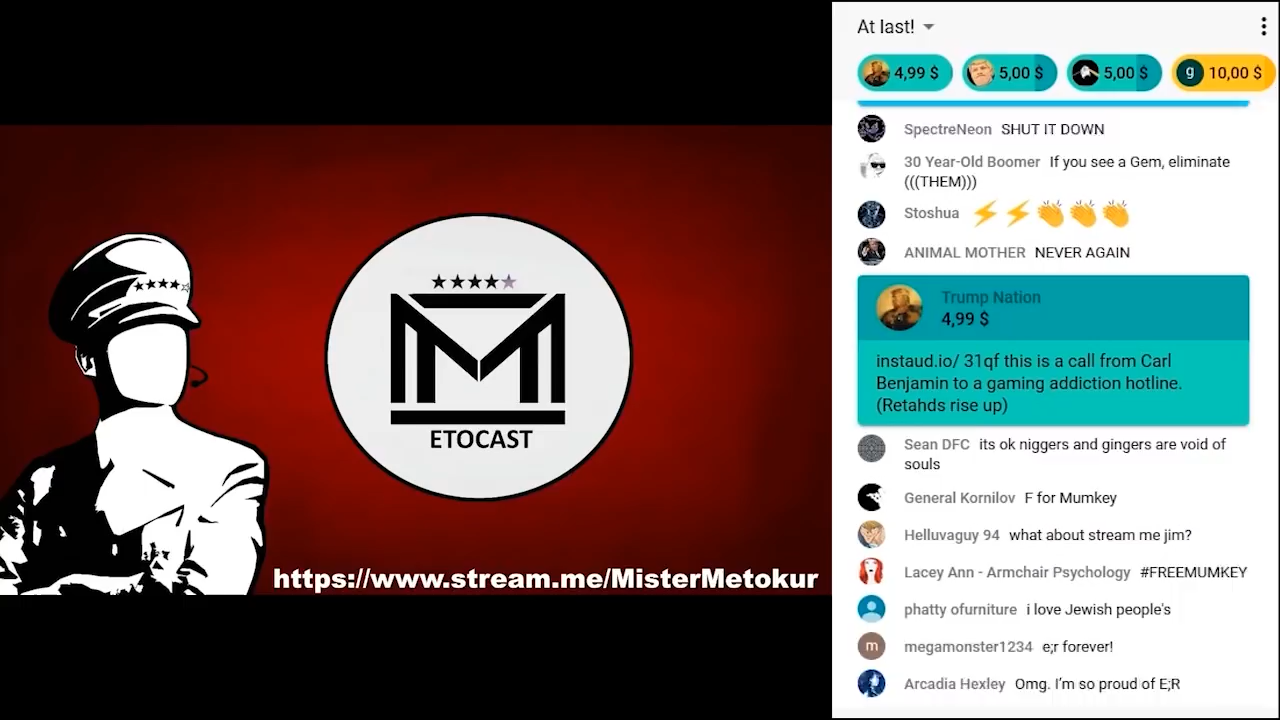 ★★★★★
M
ETOCAST
https://www.stream.me/MisterMetokur
At last!
4,99 $
5,00 $
5,00 $
g 10,00 $
SpectreNeon SHUT IT DOWN
30 Year-Old Boomer If you see a Gem, eliminate
(((THEM)))
Stoshua ⚡⚡👏👏👏
ANIMAL MOTHER NEVER AGAIN
Trump Nation
4,99 $
instaud.io/ 31qf this is a call from Carl
Benjamin to a gaming addiction hotline.
(Retahds rise up)
Sean DFC its ok niggers and gingers are void of
souls
General Kornilov F for Mumkey
Helluvaguy 94 what about stream me jim?
Lacey Ann - Armchair Psychology #FREEMUMKEY
phatty ofurniture i love Jewish people's
m megamonster1234 e;r forever!
Arcadia Hexley Omg. I'm so proud of E;R